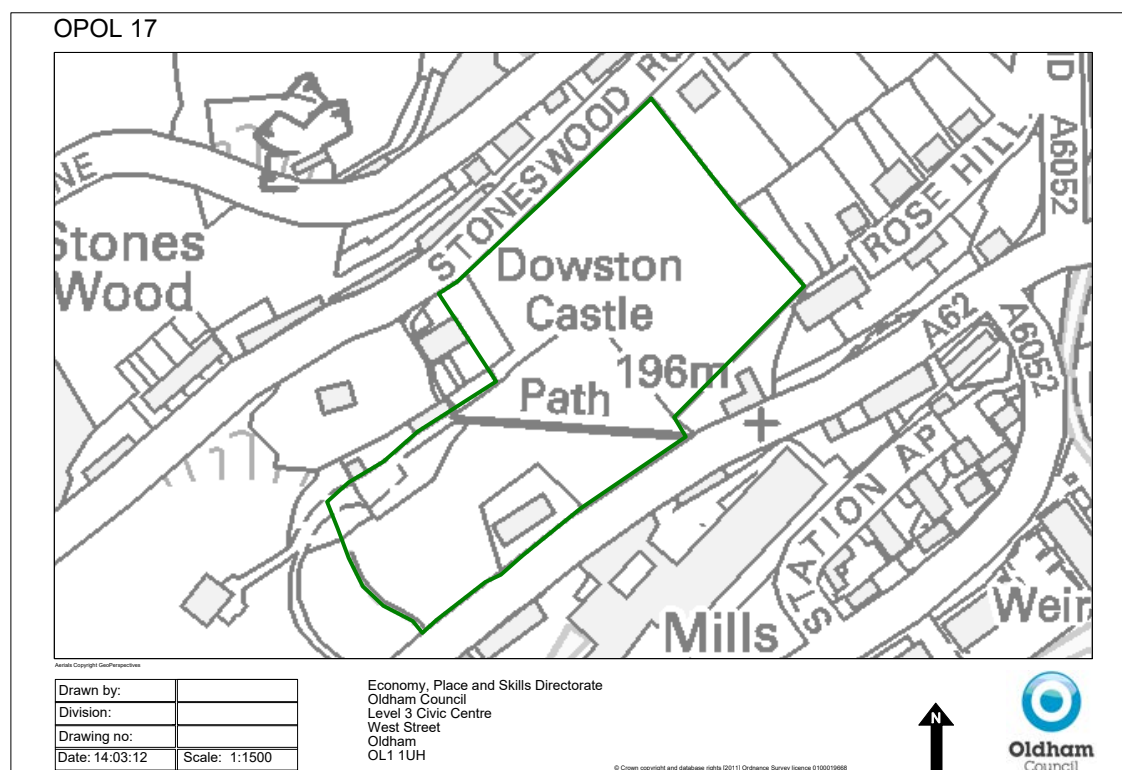 OPOL 17
NE
Stones
Wood
STONESWOOD RO
Dowston
Castle
196m
Path
ROSE HILL
ND
A6052
A62
A6052
STATION AP
Mills
Weir
Aerials Copyright GeoPerspectives
Drawn by:
Division:
Drawing no:
Date: 14:03:12 Scale: 1:1500
Economy, Place and Skills Directorate
Oldham Council
Level 3 Civic Centre
West Street
Oldham
OL1 1UH
© Crown copyright and database rights [2011] Ordnance Survey licence 0100019668
N
Oldham
Council